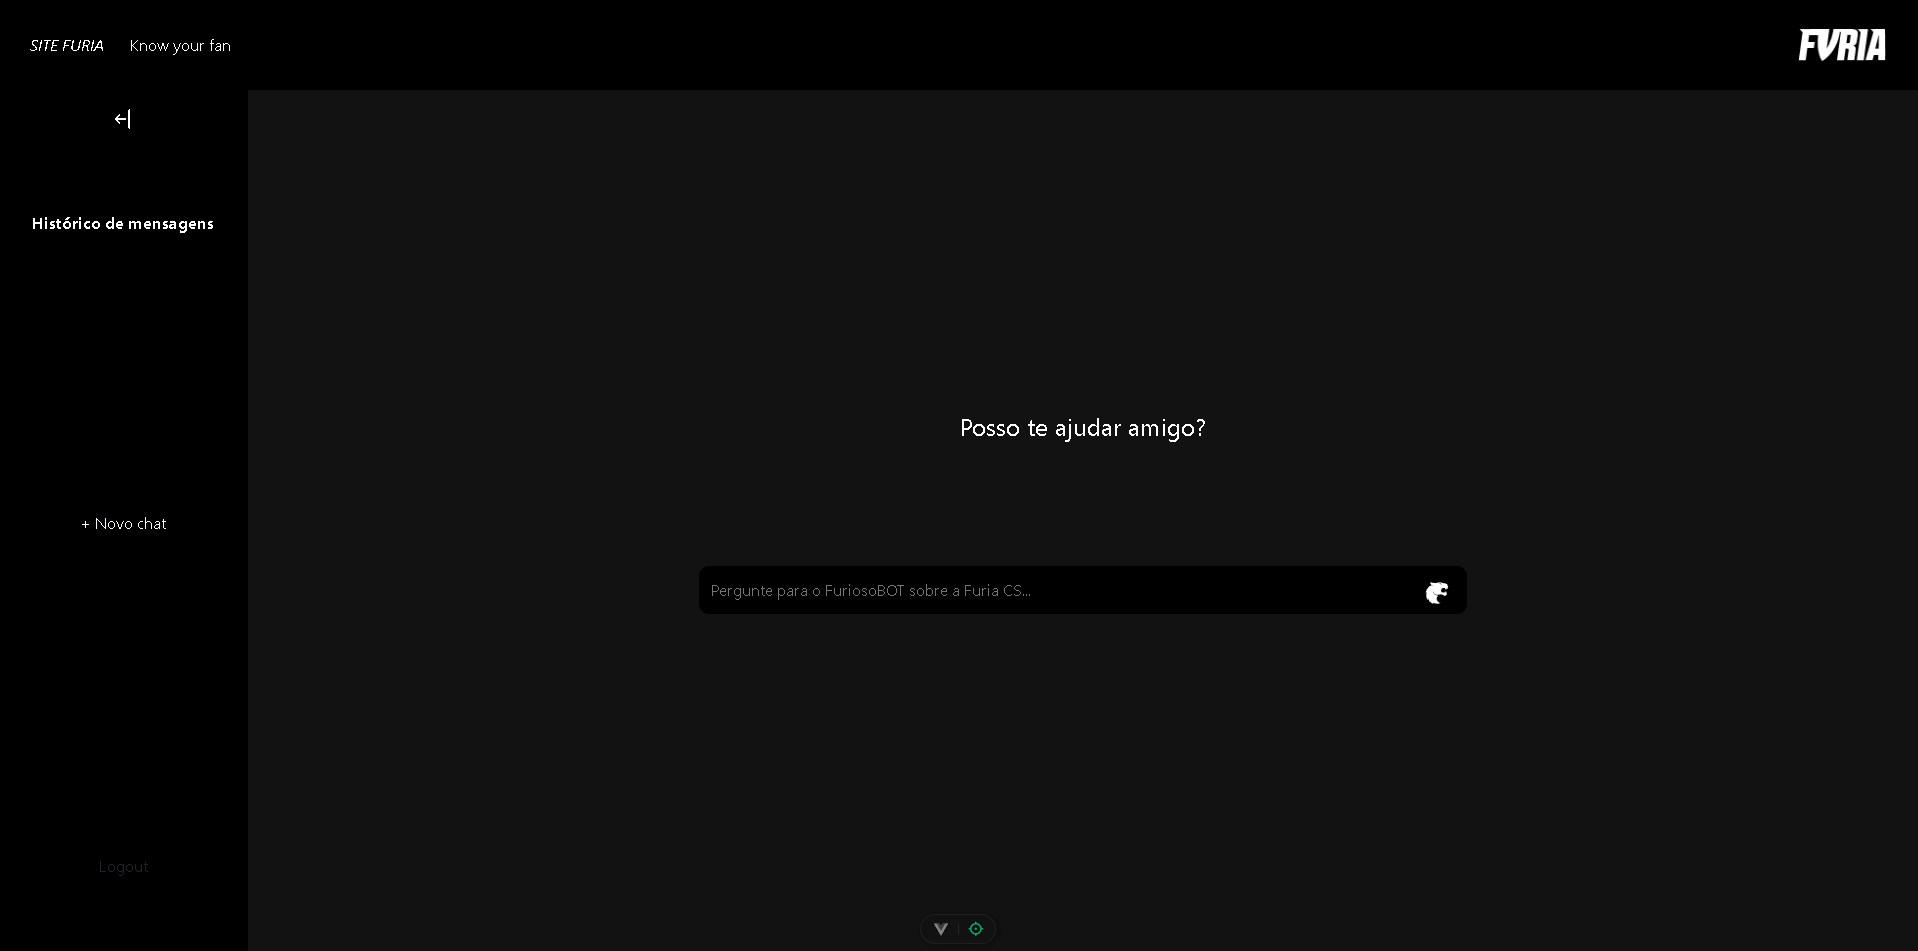 SITE FURIA Know your fan
FURIA
Histórico de mensagens
Posso te ajudar amigo?
+ Novo chat
Pergunte para o FuriosoBOT sobre a Furia CS...
Logout